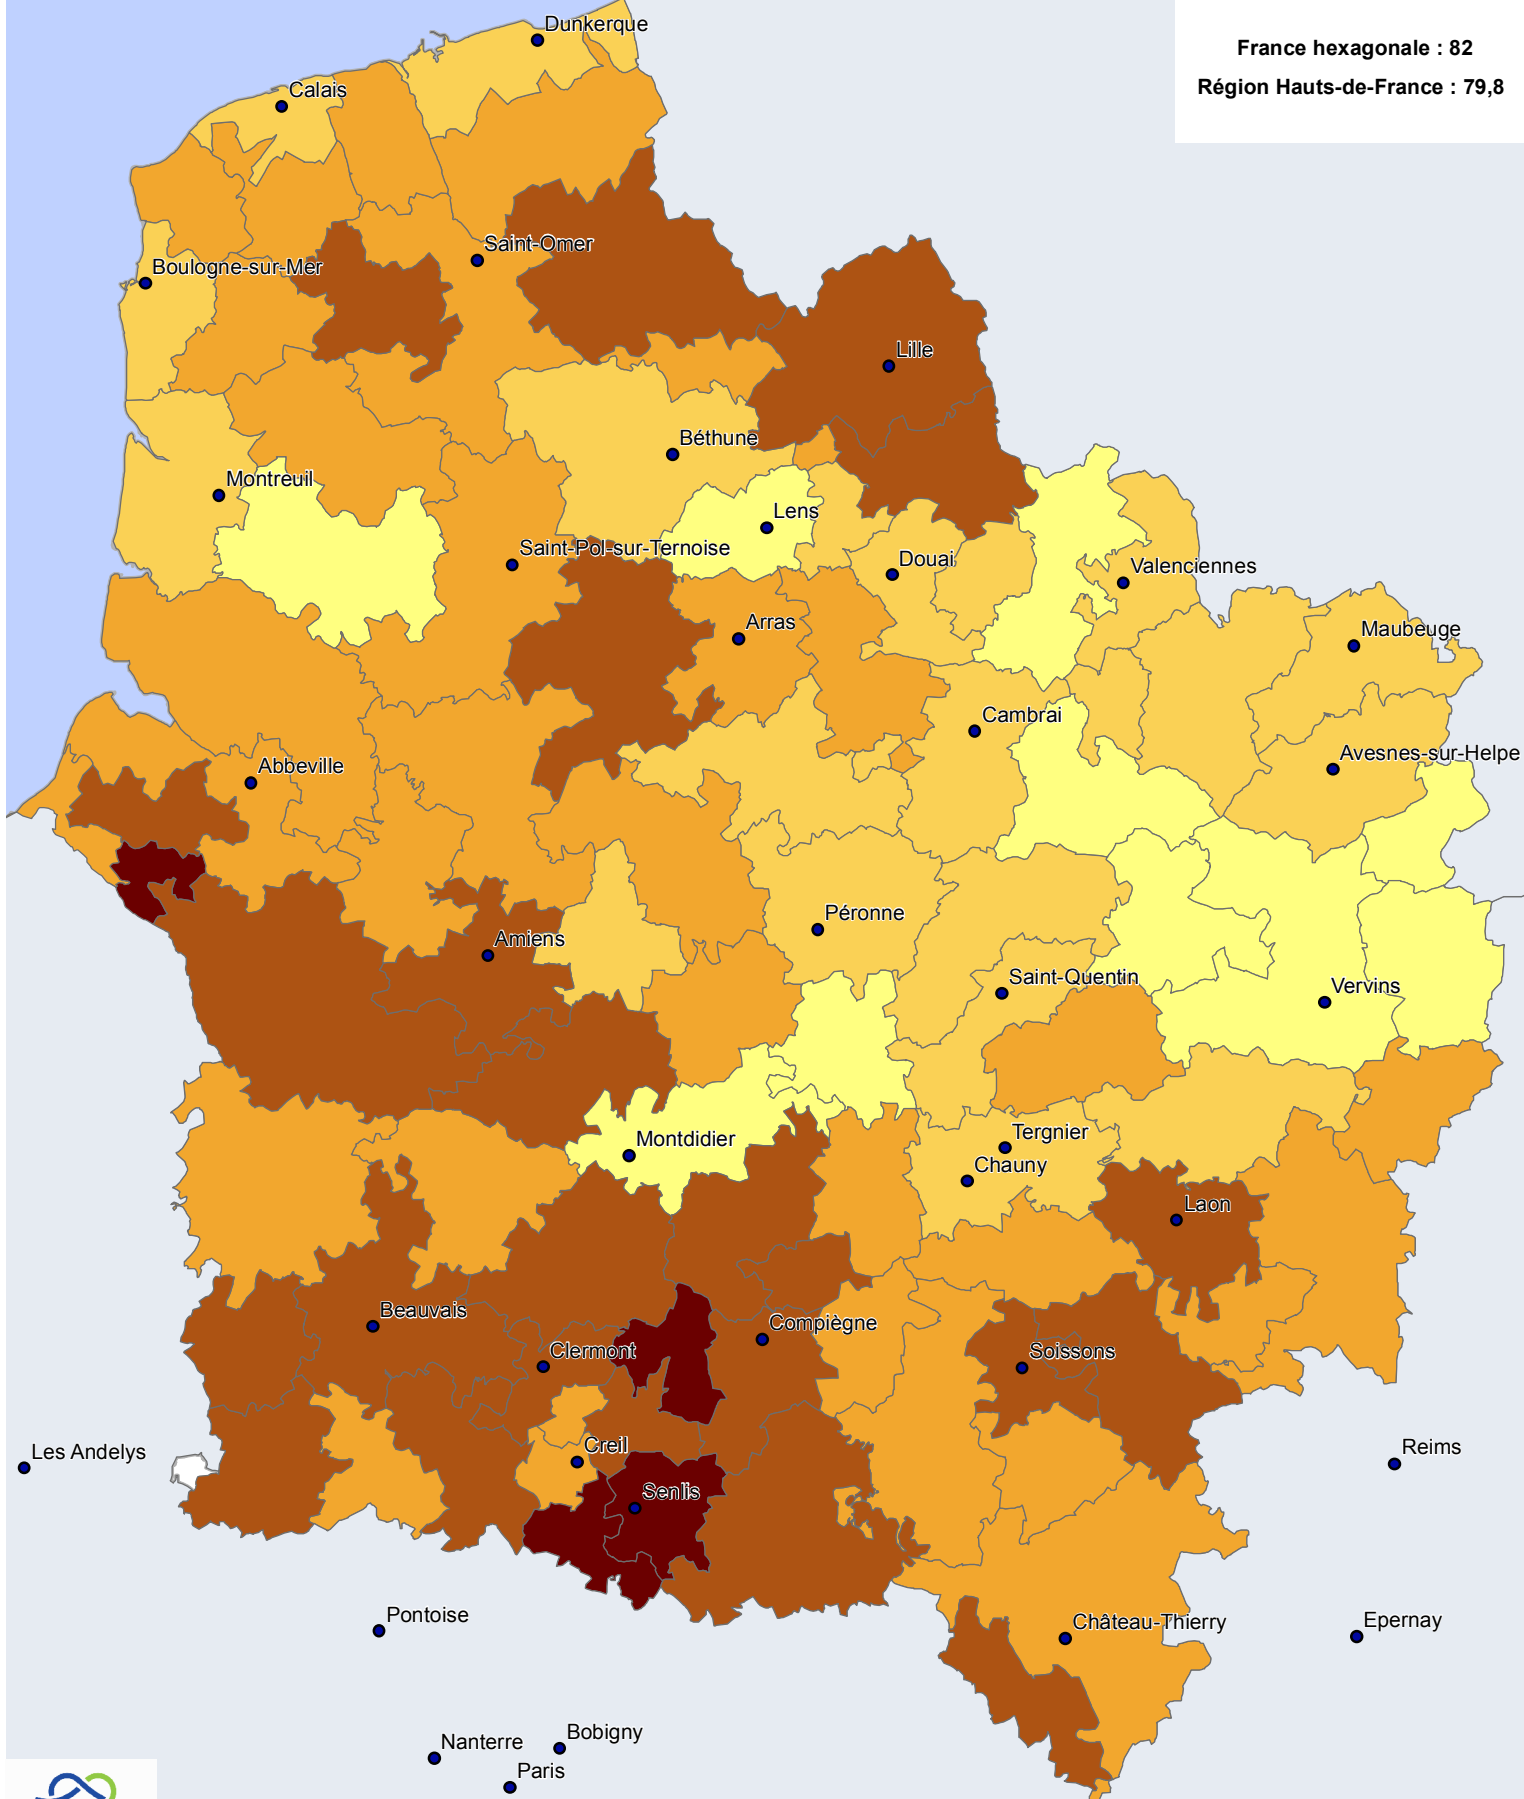 Dunkerque
France hexagonale : 82
Région Hauts-de-France : 79,8
Calais
Saint-Omer
Boulogne-sur-Mer
Lille
Béthune
Montreuil
Lens
Saint-Pol-sur-Ternoise
Douai
Valenciennes
Arras
Maubeuge
Cambrai
Avesnes-sur-Helpe
Abbeville
Péronne
Amiens
Saint-Quentin
Vervins
Tergnier
Montdidier
Chauny
Laon
Beauvais
Compiègne
Clermont
Soissons
Creil
Les Andelys
Reims
Senlis
Pontoise
Château-Thierry
Epernay
Nanterre
Bobigny
Paris